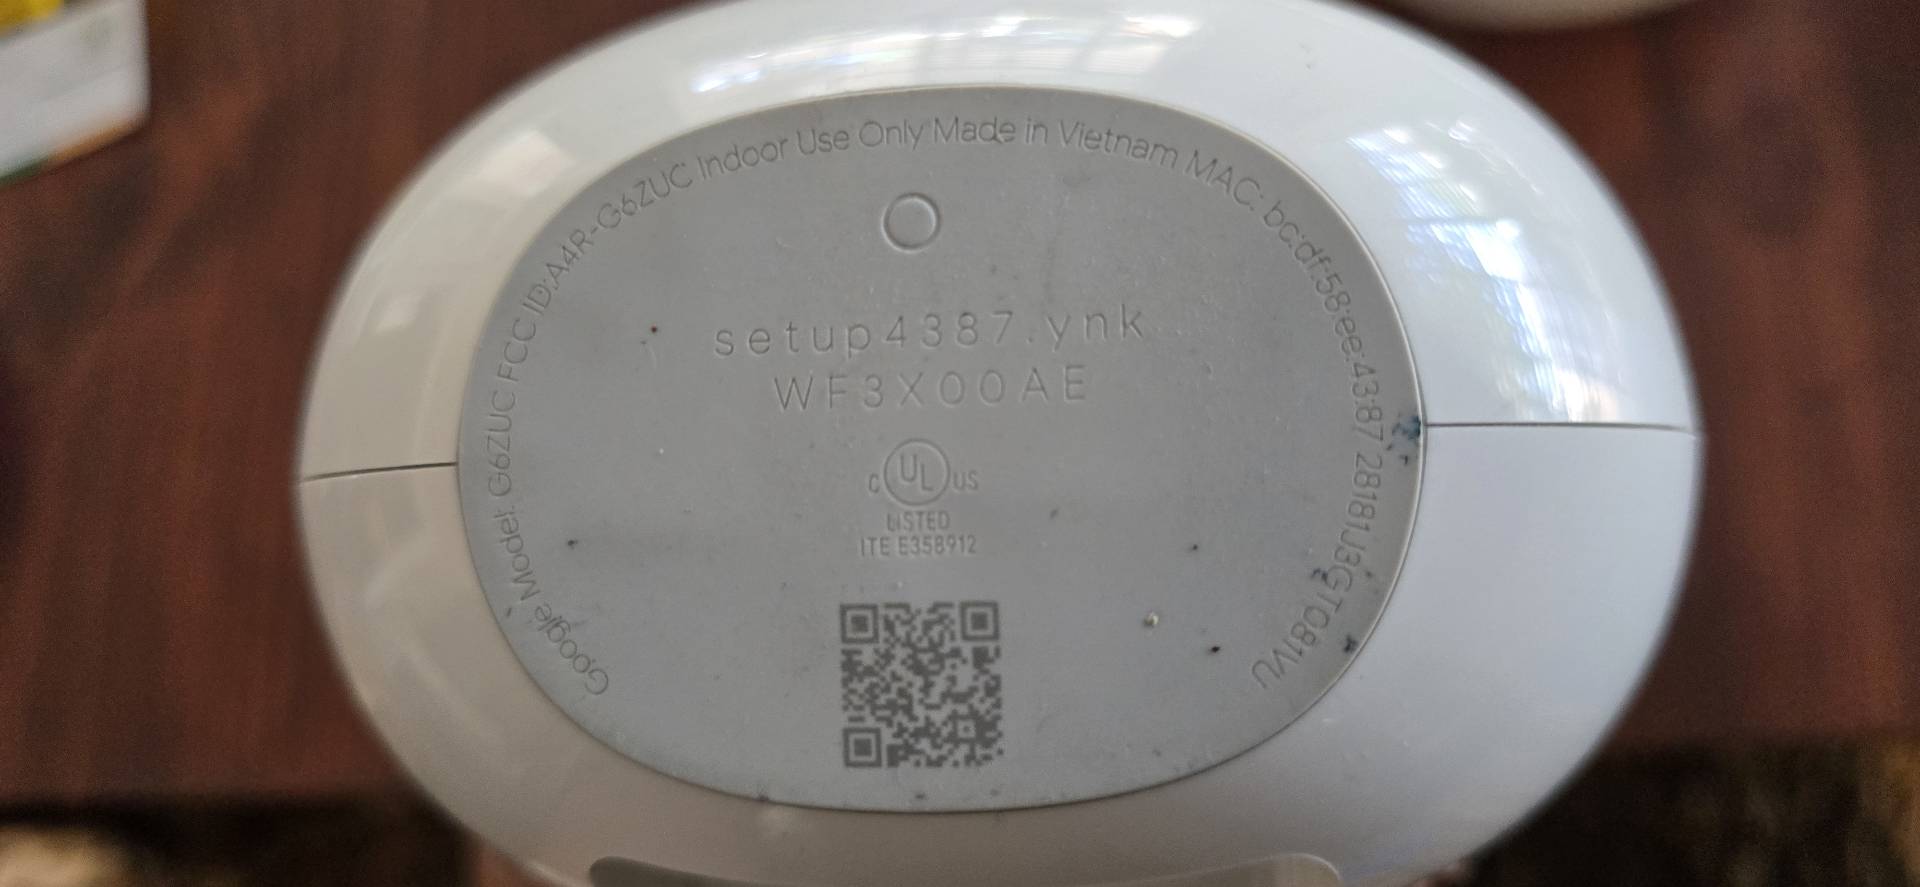 Google Model: G6ZUC FCC ID:A4R-G6ZUC Indoor Use Only Made in Vietnam MAC: bc:df:58:ee:43:87 28181J3GT081VU
setup4387.ynk
WF3X00AE
C UL US
LISTED
ITE E358912